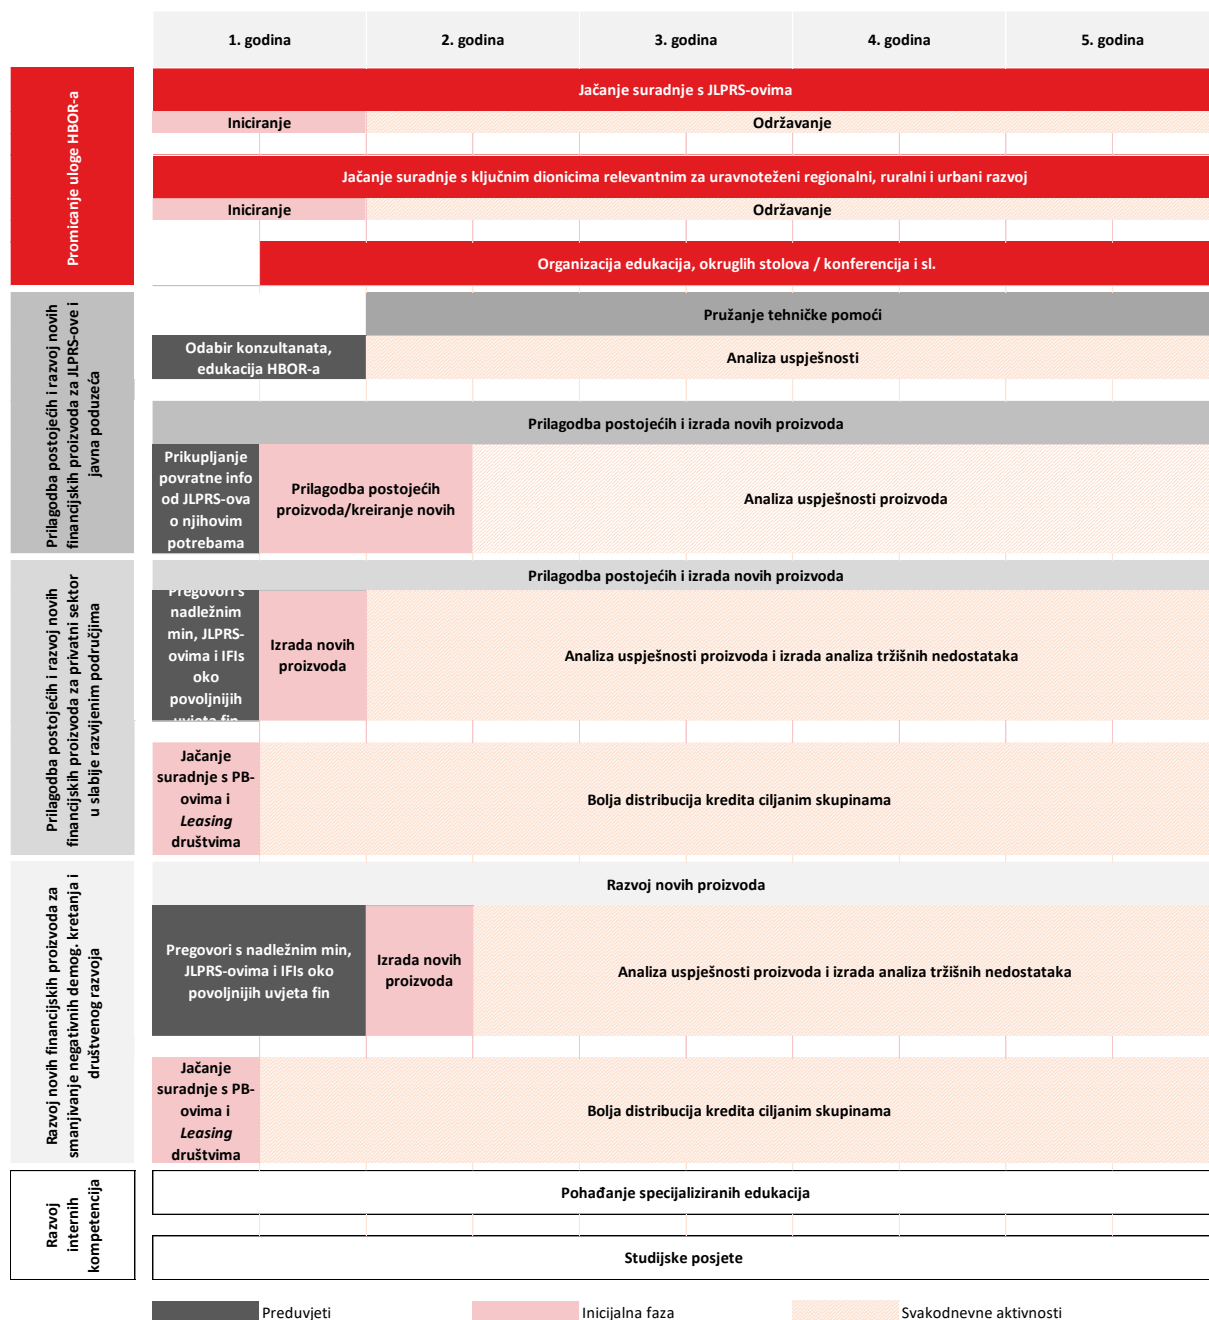 1. godina
2. godina
3. godina
4. godina
5. godina
Promicanje uloge HBOR-a
Jačanje suradnje s JLPRS-ovima
Iniciranje
Održavanje
Jačanje suradnje s ključnim dionicima relevantnim za uravnoteženi regionalni, ruralni i urbani razvoj
Iniciranje
Održavanje
Organizacija edukacija, okruglih stolova / konferencija i sl.
Prilagodba postojećih i razvoj novih
financijskih proizvoda za JLPRS-ove i
javna poduzeća
Pružanje tehničke pomoći
Odabir konzultanata,
edukacija HBOR-a
Analiza uspješnosti
Prilagodba postojećih i izrada novih proizvoda
Prikupljanje
povratne info
od JLPRS-ova
o njihovim
potrebama
Prilagodba postojećih
proizvoda/kreiranje novih
Analiza uspješnosti proizvoda
Prilagodba postojećih i razvoj novih
financijskih proizvoda za privatni sektor
u slabije razvijenim područjima
Prilagodba postojećih i izrada novih proizvoda
Pregovori s
nadležnim
min, JLPRS-
ovima i IFIs
oko
povoljnijih
uvjeta fin
Izrada novih
proizvoda
Analiza uspješnosti proizvoda i izrada analiza tržišnih nedostataka
Jačanje
suradnje s PB-
ovima i
Leasing
društvima
Bolja distribucija kredita ciljanim skupinama
Razvoj novih financijskih proizvoda za
smanjivanje negativnih demog. kretanja i
društvenog razvoja
Razvoj novih proizvoda
Pregovori s nadležnim min,
JLPRS-ovima i IFIs oko
povoljnijih uvjeta fin
Izrada novih
proizvoda
Analiza uspješnosti proizvoda i izrada analiza tržišnih nedostataka
Jačanje
suradnje s PB-
ovima i
Leasing
društvima
Bolja distribucija kredita ciljanim skupinama
Razvoj
internih
kompetencija
Pohađanje specijaliziranih edukacija
Studijske posjete
Preduvjeti
Inicijalna faza
Svakodnevne aktivnosti